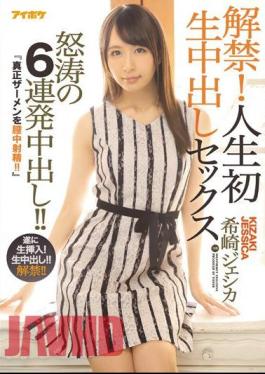 アイポケ
解禁!人生初
生中出しセックス
希崎ジェシカ
KIZAKI
JESSICA
怒涛の
6連発中出し!!
『真正ザーメンを膣中射精!!』
遂に
生挿入!
生中出し!!
解禁!!